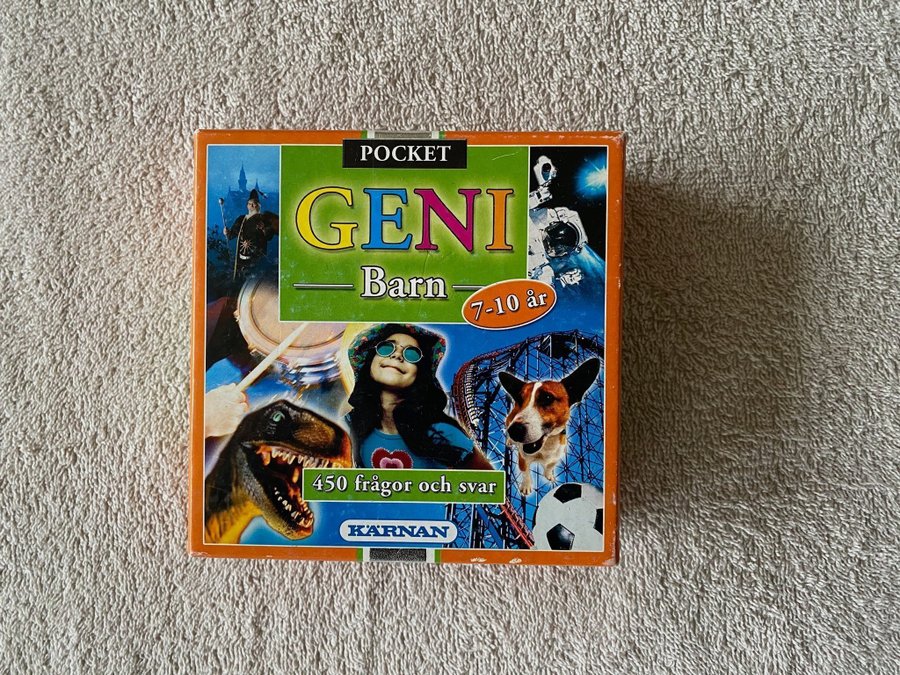 POCKET
GENI
Barn
7-10 år
450 frågor och svar
KÄRNAN